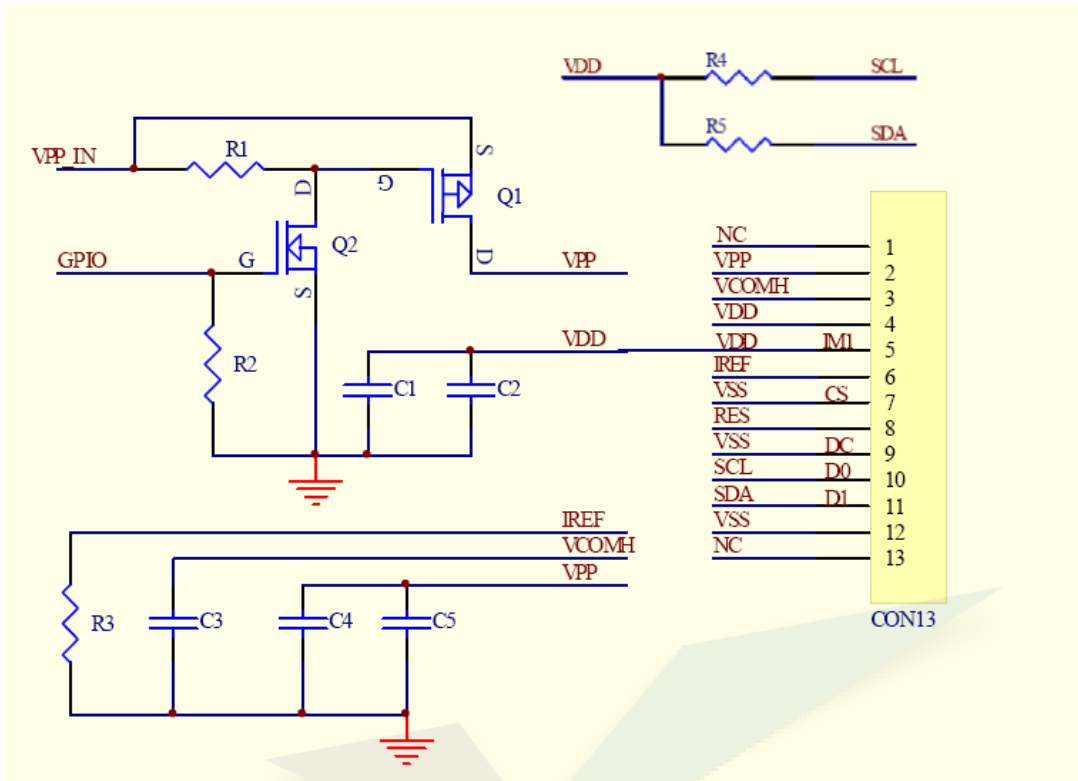 VDD R4 SCL
R5 SDA
VPP_IN R1 D G S Q1
GPIO G Q2 S D VPP
R2 VDD
C1 C2
NC 1
VPP 2
VCOMH 3
VDD 4
VDD IM1 5
IREF 6
VSS CS 7
RES 8
VSS DC 9
SCL D0 10
SDA D1 11
VSS 12
NC 13
CON13
IREF
VCOMH
VPP
R3 C3 C4 C5